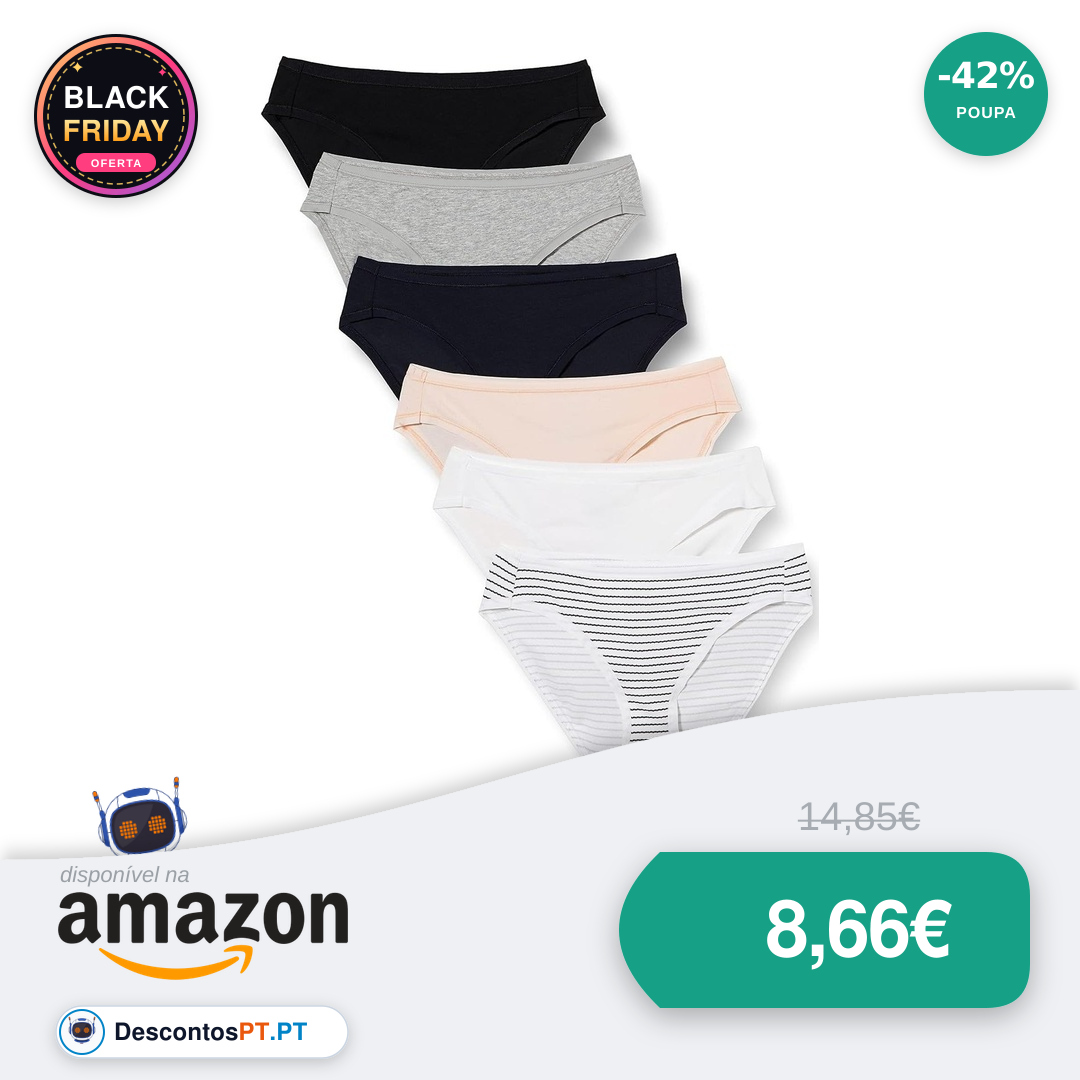 BLACK
FRIDAY
OFERTA
-42%
POUPA
14,85€
8,66€
disponível na
amazon
DescontosPT.PT